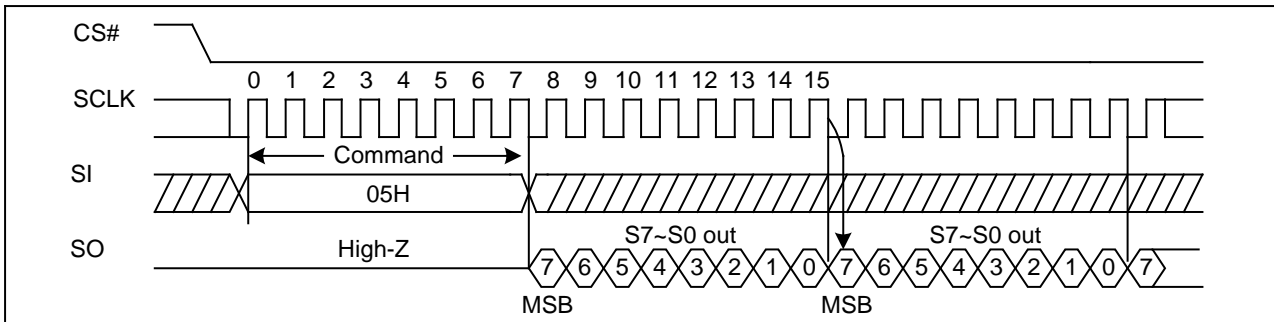 CS#
0 1 2 3 4 5 6 7 8 9 10 11 12 13 14 15
SCLK
Command
SI
05H
S7~S0 out S7~S0 out
SO High-Z
7 6 5 4 3 2 1 0 7 6 5 4 3 2 1 0 7
MSB MSB